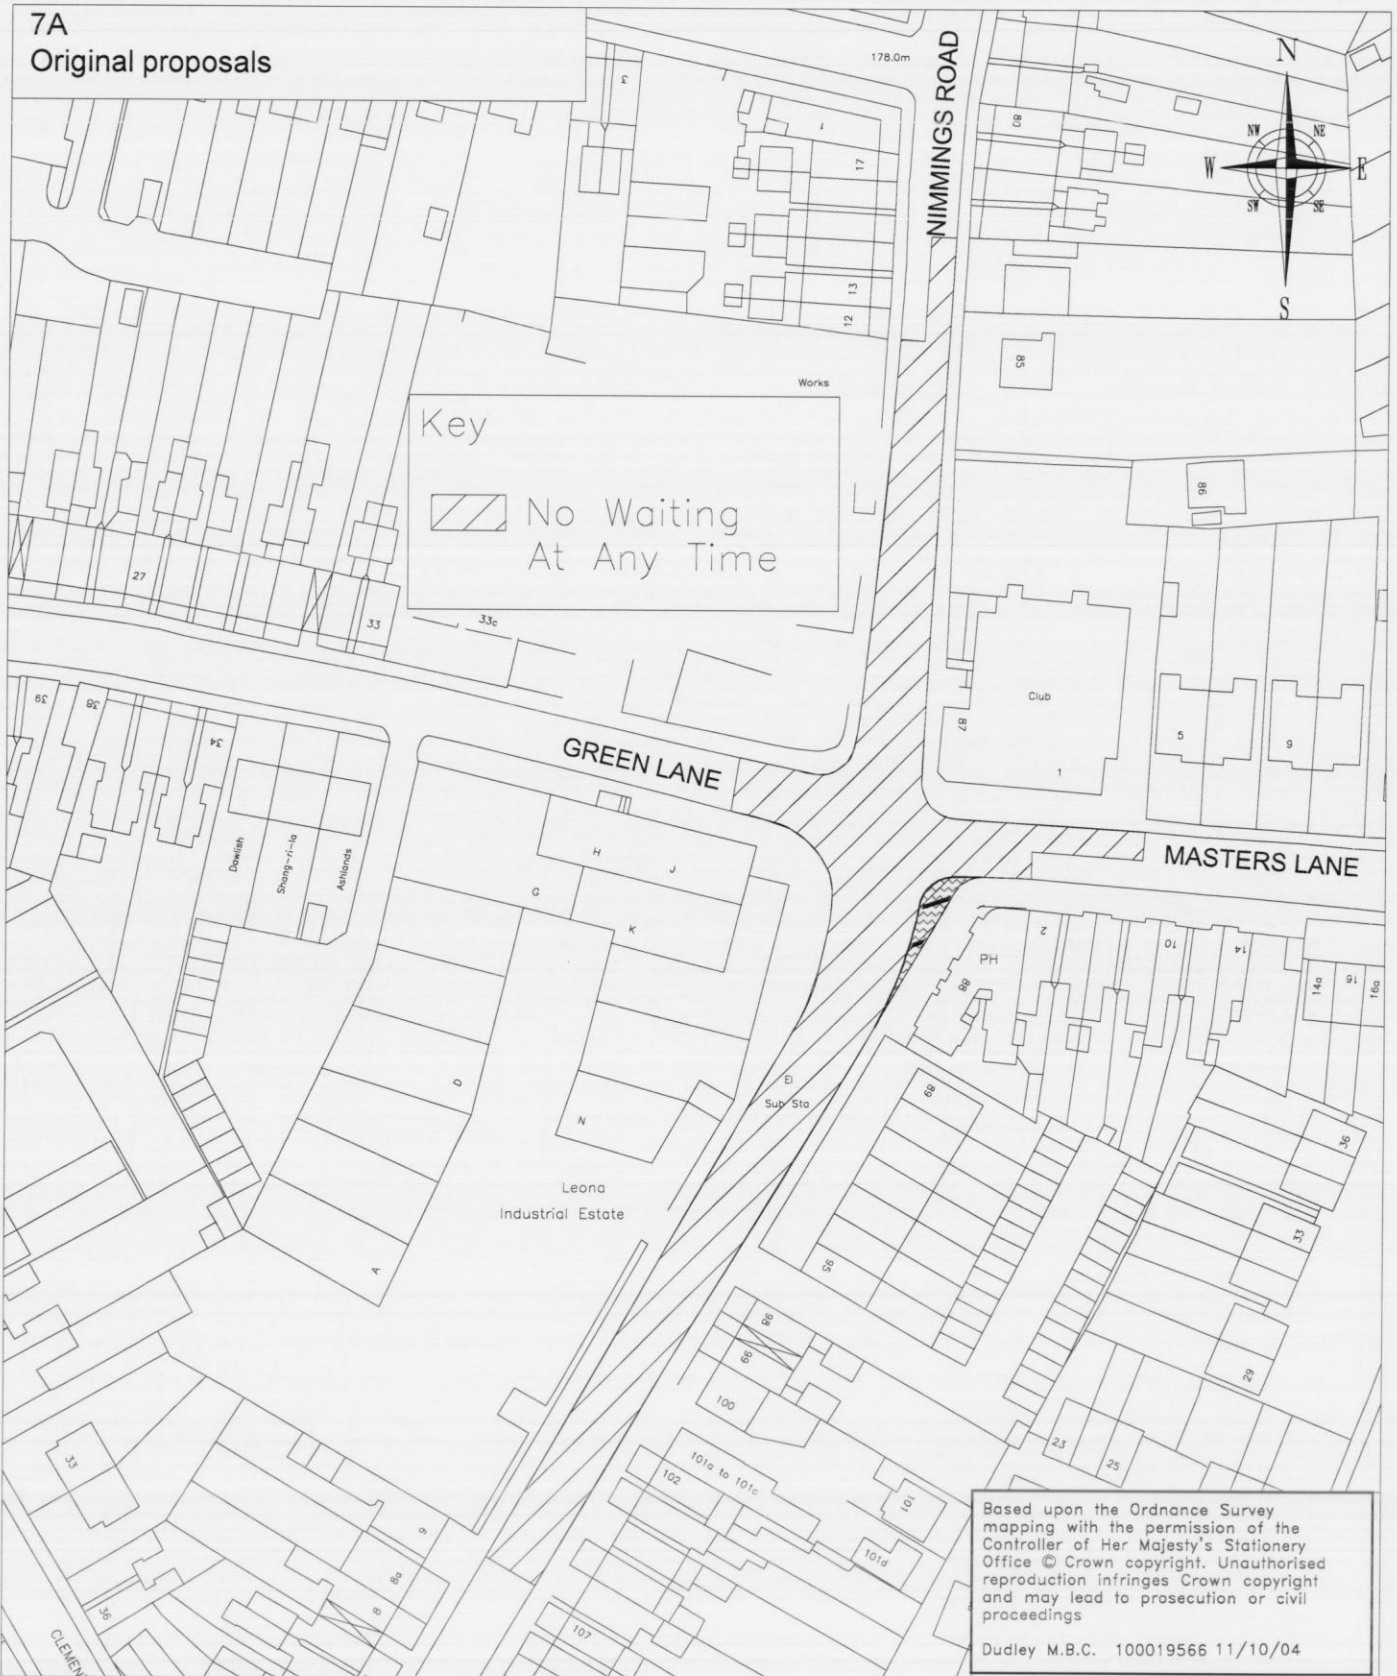 7A
Original proposals
178.0m
NIMMINGS ROAD
N
NW
NE
W
E
SW
SE
S
3
1
17
13
12
80
85
86
Works
Key
No Waiting
At Any Time
27
33
33c
39
38
34
GREEN LANE
Club
87
1
5
9
MASTERS LANE
Dawlish
Shang-ri-la
Ashlands
H
J
G
K
D
N
A
PH
88
2
10
14
14a
16
16a
El
Sub Sta
89
95
Leona
Industrial Estate
36
33
29
98
99
100
23
25
101a to 101c
102
101
101d
107
33
9
8a
8
36
CLEMEN
Based upon the Ordnance Survey
mapping with the permission of the
Controller of Her Majesty's Stationery
Office © Crown copyright. Unauthorised
reproduction infringes Crown copyright
and may lead to prosecution or civil
proceedings
Dudley M.B.C. 100019566 11/10/04